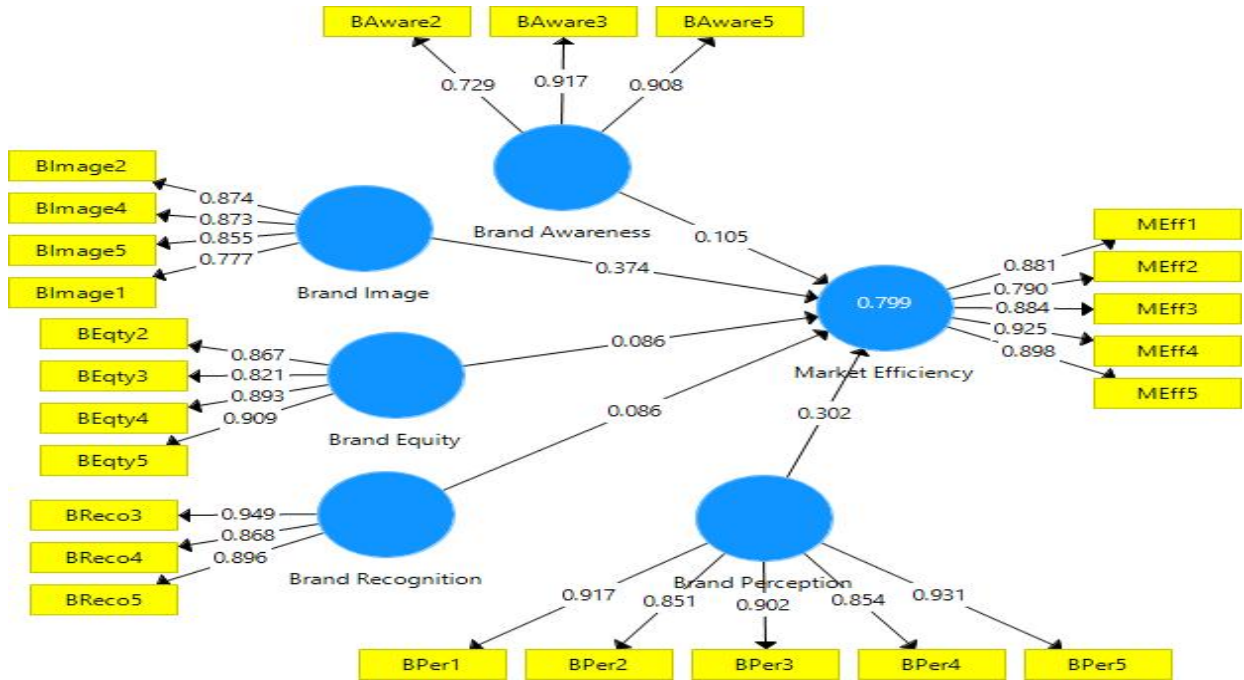 BAware2
BAware3
BAware5
0.729
0.917
0.908
Brand Awareness
BImage2
BImage4
BImage5
BImage1
0.874
0.873
0.855
0.777
Brand Image
0.105
0.374
BEqty2
BEqty3
BEqty4
BEqty5
0.867
0.821
0.893
0.909
Brand Equity
0.086
0.086
BReco3
BReco4
BReco5
0.949
0.868
0.896
Brand Recognition
0.799
Market Efficiency
0.302
0.881
0.790
0.884
0.925
0.898
MEff1
MEff2
MEff3
MEff4
MEff5
Brand Perception
0.917
0.851
0.902
0.854
0.931
BPer1
BPer2
BPer3
BPer4
BPer5